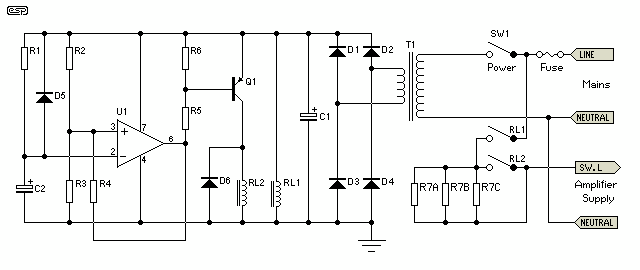 esp
SW1
T1
D1 D2
R1 R2 R6 LINE
Power Fuse
Q1 Mains
D5 R5
U1 C1
3 + 7 NEUTRAL
6 RL1
2 - 4
RL2
SW.L
D6 RL2 RL1 D3 D4
+ C2 R3 R4 R7A R7B R7C Amplifier
Supply
NEUTRAL